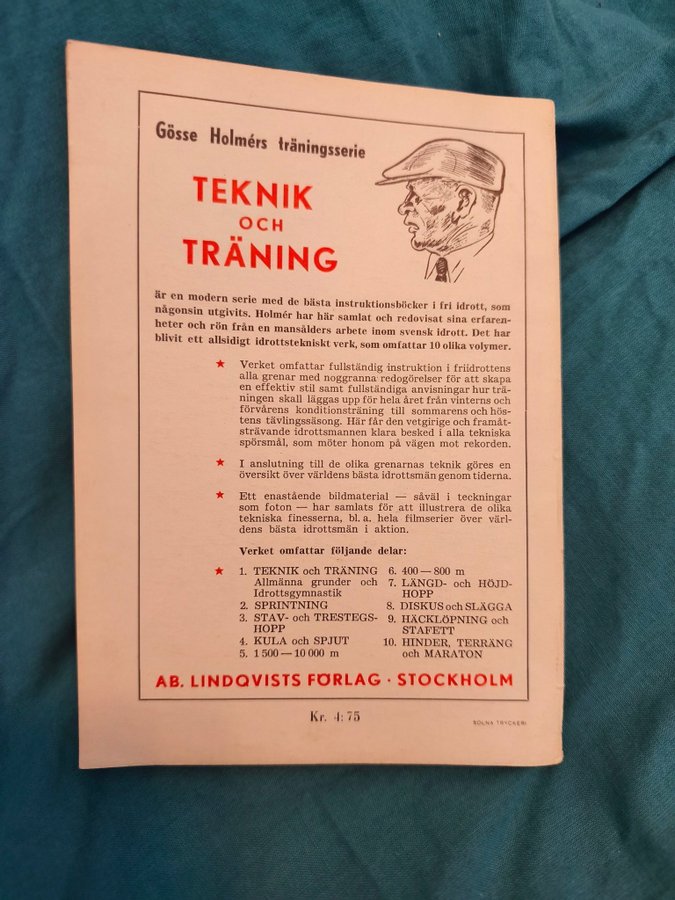 Gösse Holmérs träningsserie
TEKNIK
OCH
TRÄNING
är en modern serie med de bästa instruktionsböcker i fri idrott, som
någonsin utgivits. Holmér har här samlat och redovisat sina erfaren-
heter och rön från en mansålders arbete inom svensk idrott. Det har
blivit ett allsidigt idrottstekniskt verk, som omfattar 10 olika volymer.
★ Verket omfattar fullständig instruktion i friidrottens
alla grenar med noggranna redogörelser för att skapa
en effektiv stil samt fullständiga anvisningar hur trä-
ningen skall läggas upp för hela året från vinterns och
förvårens konditionsträning till sommarens och hös-
tens tävlingssäsong. Här får den vetgirige och framåt-
strävande idrottsmannen klara besked i alla tekniska
spörsmål, som möter honom på vägen mot rekorden.
★ I anslutning till de olika grenarnas teknik göres en
översikt över världens bästa idrottsmän genom tiderna.
★ Ett enastående bildmaterial — såväl i teckningar
som foton — har samlats för att illustrera de olika
tekniska finesserna, bl. a. hela filmserier över värl-
dens bästa idrottsmän i aktion.
Verket omfattar följande delar:
★ 1. TEKNIK och TRÄNING
Allmänna grunder och
Idrottsgymnastik
2. SPRINTNING
3. STAV- och TRESTEGS-
HOPP
4. KULA och SPJUT
5. 1 500 — 10 000 m
6. 400 — 800 m
7. LÄNGD- och HÖJD-
HOPP
8. DISKUS och SLÄGGA
9. HÄCKLÖPNING och
STAFETT
10. HINDER, TERRÄNG
och MARATON
AB. LINDQVISTS FÖRLAG · STOCKHOLM
Kr. 4:75
SOLNA TRYCKERI